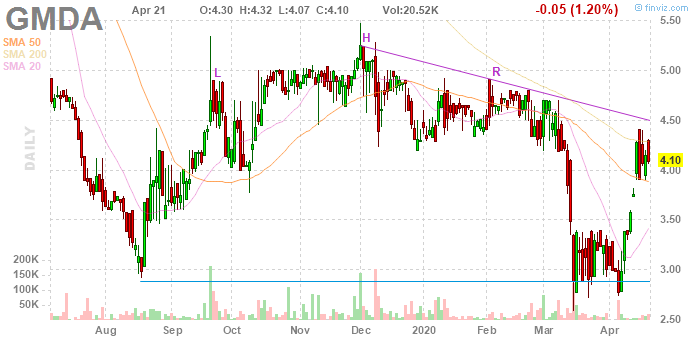 GMDA
Apr 21 O:4.30 H:4.32 L:4.07 C:4.10 Vol:20.52K -0.05 (1.20%)
© finviz.com
SMA 50
SMA 200
SMA 20
DAILY
L
H
R
5.50
5.00
4.50
4.10
4.00
3.50
3.00
2.50
200K
150K
100K
50K
Aug Sep Oct Nov Dec 2020 Feb Mar Apr